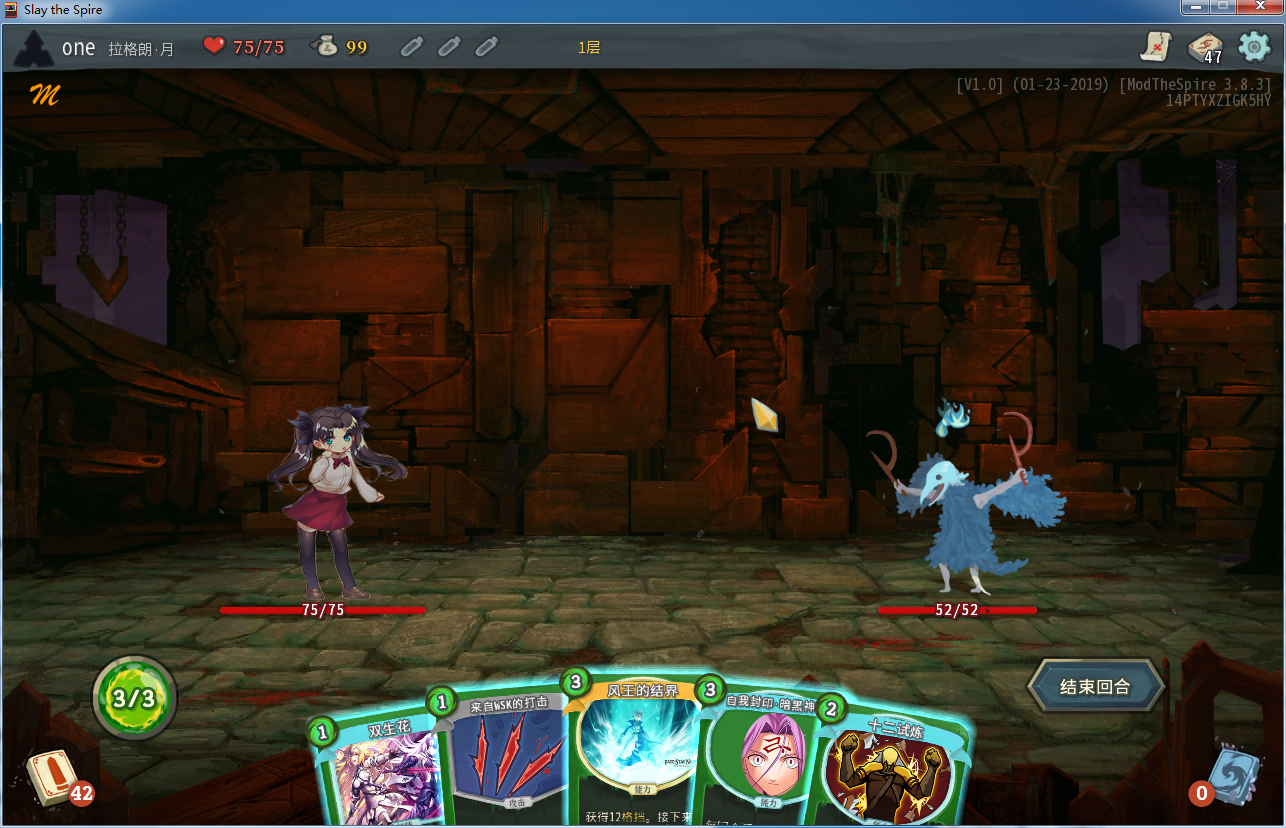 Slay the Spire
one 拉格朗·月 75/75 99 1层 47
[V1.0] (01-23-2019) [ModTheSpire 3.8.3]
14PTYXZIGK5HY
75/75
52/52
3/3
结束回合
1 双生花
1 来自WSK的打击
攻击
3 风王的结界
能力
获得12格挡。接下来
3 自我封印·暗黑神
能力
2 十二试炼
42
0